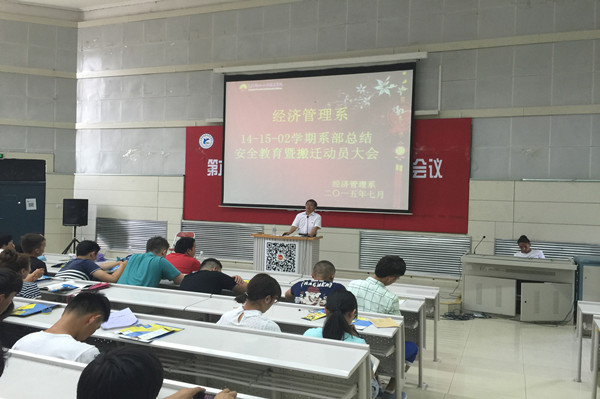 经济管理系
14-15-02学期系部总结
安全教育暨搬迁动员大会
经济管理系
二〇一五年七月
第
会议